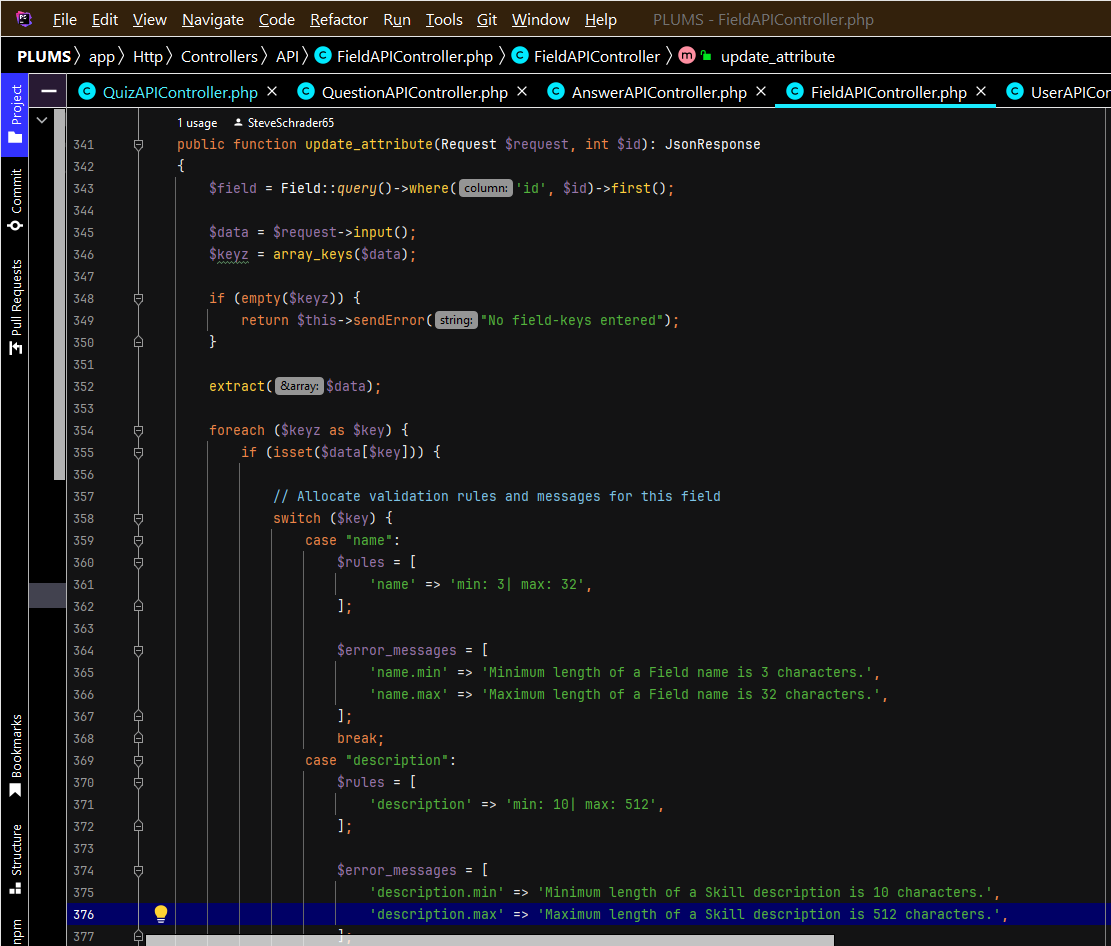 File Edit View Navigate Code Refactor Run Tools Git Window Help PLUMS - FieldAPIController.php
PLUMS app Http Controllers API FieldAPIController.php FieldAPIController update_attribute
QuizAPIController.php QuestionAPIController.php AnswerAPIController.php FieldAPIController.php UserAPICor
Project
Commit
Pull Requests
Bookmarks
Structure
npm
1 usage SteveSchrader65
341 public function update_attribute(Request $request, int $id): JsonResponse
342 {
343 $field = Field::query()->where( column: 'id', $id)->first();
344
345 $data = $request->input();
346 $keyz = array_keys($data);
347
348 if (empty($keyz)) {
349 return $this->sendError( string: "No field-keys entered");
350 }
351
352 extract( &array: $data);
353
354 foreach ($keyz as $key) {
355 if (isset($data[$key])) {
356
357 // Allocate validation rules and messages for this field
358 switch ($key) {
359 case "name":
360 $rules = [
361 'name' => 'min: 3| max: 32',
362 ];
363
364 $error_messages = [
365 'name.min' => 'Minimum length of a Field name is 3 characters.',
366 'name.max' => 'Maximum length of a Field name is 32 characters.',
367 ];
368 break;
369 case "description":
370 $rules = [
371 'description' => 'min: 10| max: 512',
372 ];
373
374 $error_messages = [
375 'description.min' => 'Minimum length of a Skill description is 10 characters.',
376 'description.max' => 'Maximum length of a Skill description is 512 characters.',
377 ];